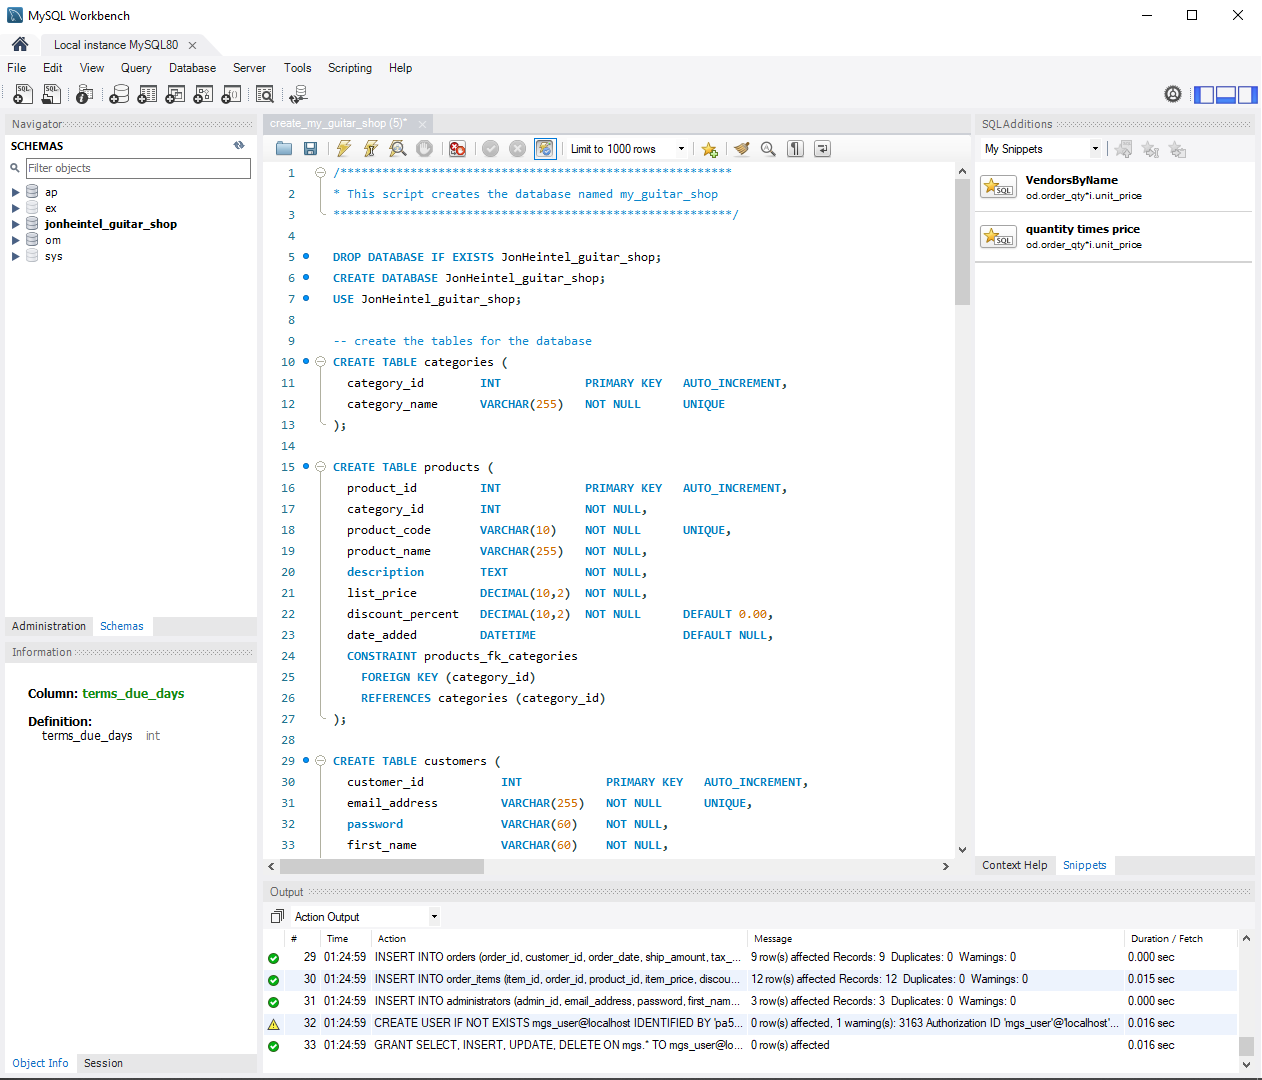 MySQL Workbench
Local instance MySQL80
File Edit View Query Database Server Tools Scripting Help
Navigator
SCHEMAS
Filter objects
ap
ex
jonheintel_guitar_shop
om
sys
Administration Schemas
Information
Column: terms_due_days
Definition:
terms_due_days int
Object Info Session
create_my_guitar_shop (5)*
Limit to 1000 rows
1 /********************************************************
2 * This script creates the database named my_guitar_shop
3 *********************************************************/
4
5 DROP DATABASE IF EXISTS JonHeintel_guitar_shop;
6 CREATE DATABASE JonHeintel_guitar_shop;
7 USE JonHeintel_guitar_shop;
8
9 -- create the tables for the database
10 CREATE TABLE categories (
11 category_id INT PRIMARY KEY AUTO_INCREMENT,
12 category_name VARCHAR(255) NOT NULL UNIQUE
13 );
14
15 CREATE TABLE products (
16 product_id INT PRIMARY KEY AUTO_INCREMENT,
17 category_id INT NOT NULL,
18 product_code VARCHAR(10) NOT NULL UNIQUE,
19 product_name VARCHAR(255) NOT NULL,
20 description TEXT NOT NULL,
21 list_price DECIMAL(10,2) NOT NULL,
22 discount_percent DECIMAL(10,2) NOT NULL DEFAULT 0.00,
23 date_added DATETIME DEFAULT NULL,
24 CONSTRAINT products_fk_categories
25 FOREIGN KEY (category_id)
26 REFERENCES categories (category_id)
27 );
28
29 CREATE TABLE customers (
30 customer_id INT PRIMARY KEY AUTO_INCREMENT,
31 email_address VARCHAR(255) NOT NULL UNIQUE,
32 password VARCHAR(60) NOT NULL,
33 first_name VARCHAR(60) NOT NULL,
SQLAdditions
My Snippets
SQL VendorsByName
od.order_qty*i.unit_price
SQL quantity times price
od.order_qty*i.unit_price
Context Help Snippets
Output
Action Output
# Time Action Message Duration / Fetch
29 01:24:59 INSERT INTO orders (order_id, customer_id, order_date, ship_amount, tax_... 9 row(s) affected Records: 9 Duplicates: 0 Warnings: 0 0.000 sec
30 01:24:59 INSERT INTO order_items (item_id, order_id, product_id, item_price, discou... 12 row(s) affected Records: 12 Duplicates: 0 Warnings: 0 0.015 sec
31 01:24:59 INSERT INTO administrators (admin_id, email_address, password, first_nam... 3 row(s) affected Records: 3 Duplicates: 0 Warnings: 0 0.000 sec
32 01:24:59 CREATE USER IF NOT EXISTS mgs_user@localhost IDENTIFIED BY 'pa5... 0 row(s) affected, 1 warning(s): 3163 Authorization ID 'mgs_user'@'localhost'... 0.016 sec
33 01:24:59 GRANT SELECT, INSERT, UPDATE, DELETE ON mgs.* TO mgs_user@lo... 0 row(s) affected 0.016 sec